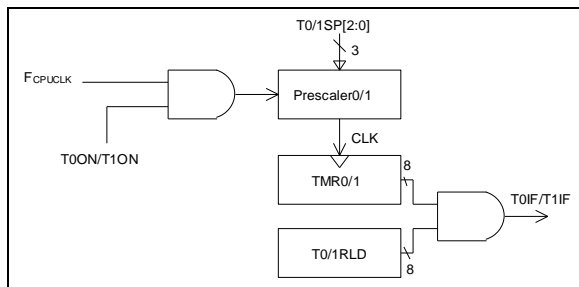 T0/1SP[2:0]
3
FCPUCLK
Prescaler0/1
T0ON/T1ON
CLK
TMR0/1
8
T0IF/T1IF
T0/1RLD
8